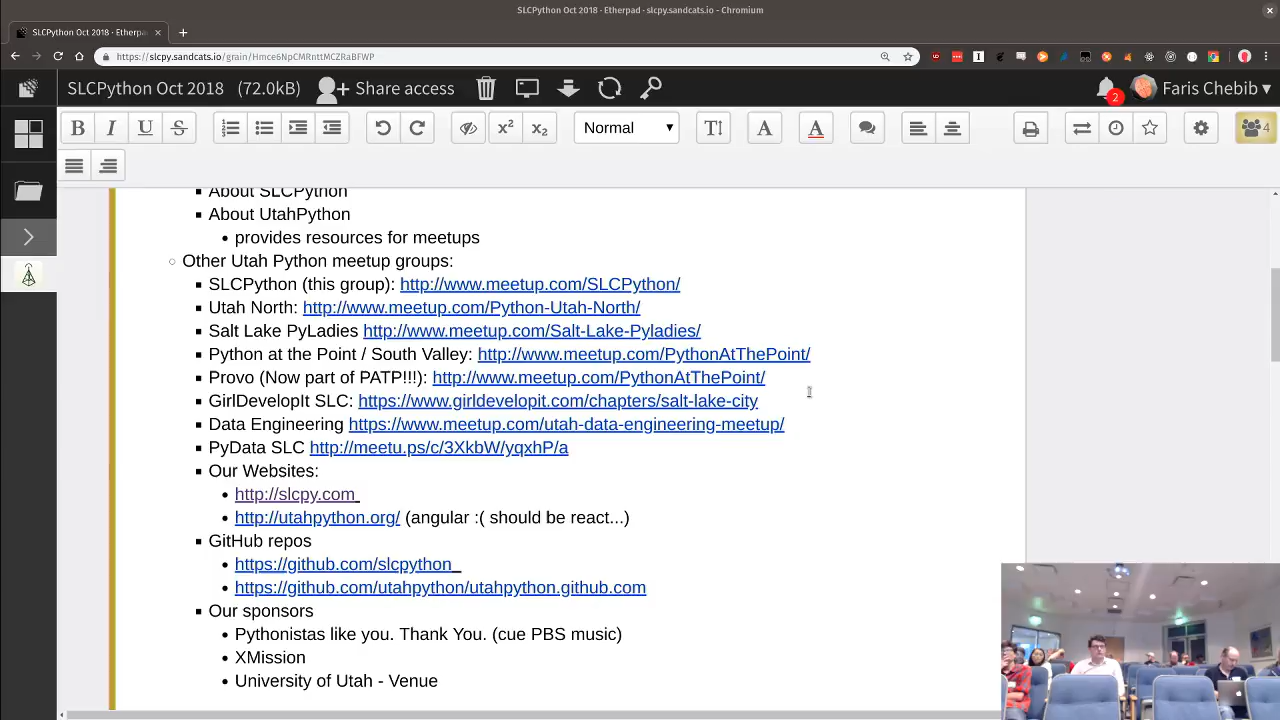 SLCPython Oct 2018 · Etherpad · slcpy.sandcats.io - Chromium
SLCPython Oct 2018 · Etherpa
https://slcpy.sandcats.io/grain/Hmce6NpCMRnttMCZRaBFWP
SLCPython Oct 2018 (72.0kB) Share access 2 Faris Chebib ▾
B I U S x² x₂ Normal T A A 4
About SLCPython
About UtahPython
provides resources for meetups
Other Utah Python meetup groups:
SLCPython (this group): http://www.meetup.com/SLCPython/
Utah North: http://www.meetup.com/Python-Utah-North/
Salt Lake PyLadies http://www.meetup.com/Salt-Lake-Pyladies/
Python at the Point / South Valley: http://www.meetup.com/PythonAtThePoint/
Provo (Now part of PATP!!!): http://www.meetup.com/PythonAtThePoint/
GirlDevelopIt SLC: https://www.girldevelopit.com/chapters/salt-lake-city
Data Engineering https://www.meetup.com/utah-data-engineering-meetup/
PyData SLC http://meetu.ps/c/3XkbW/yqxhP/a
Our Websites:
http://slcpy.com
http://utahpython.org/ (angular :( should be react...)
GitHub repos
https://github.com/slcpython
https://github.com/utahpython/utahpython.github.com
Our sponsors
Pythonistas like you. Thank You. (cue PBS music)
XMission
University of Utah - Venue